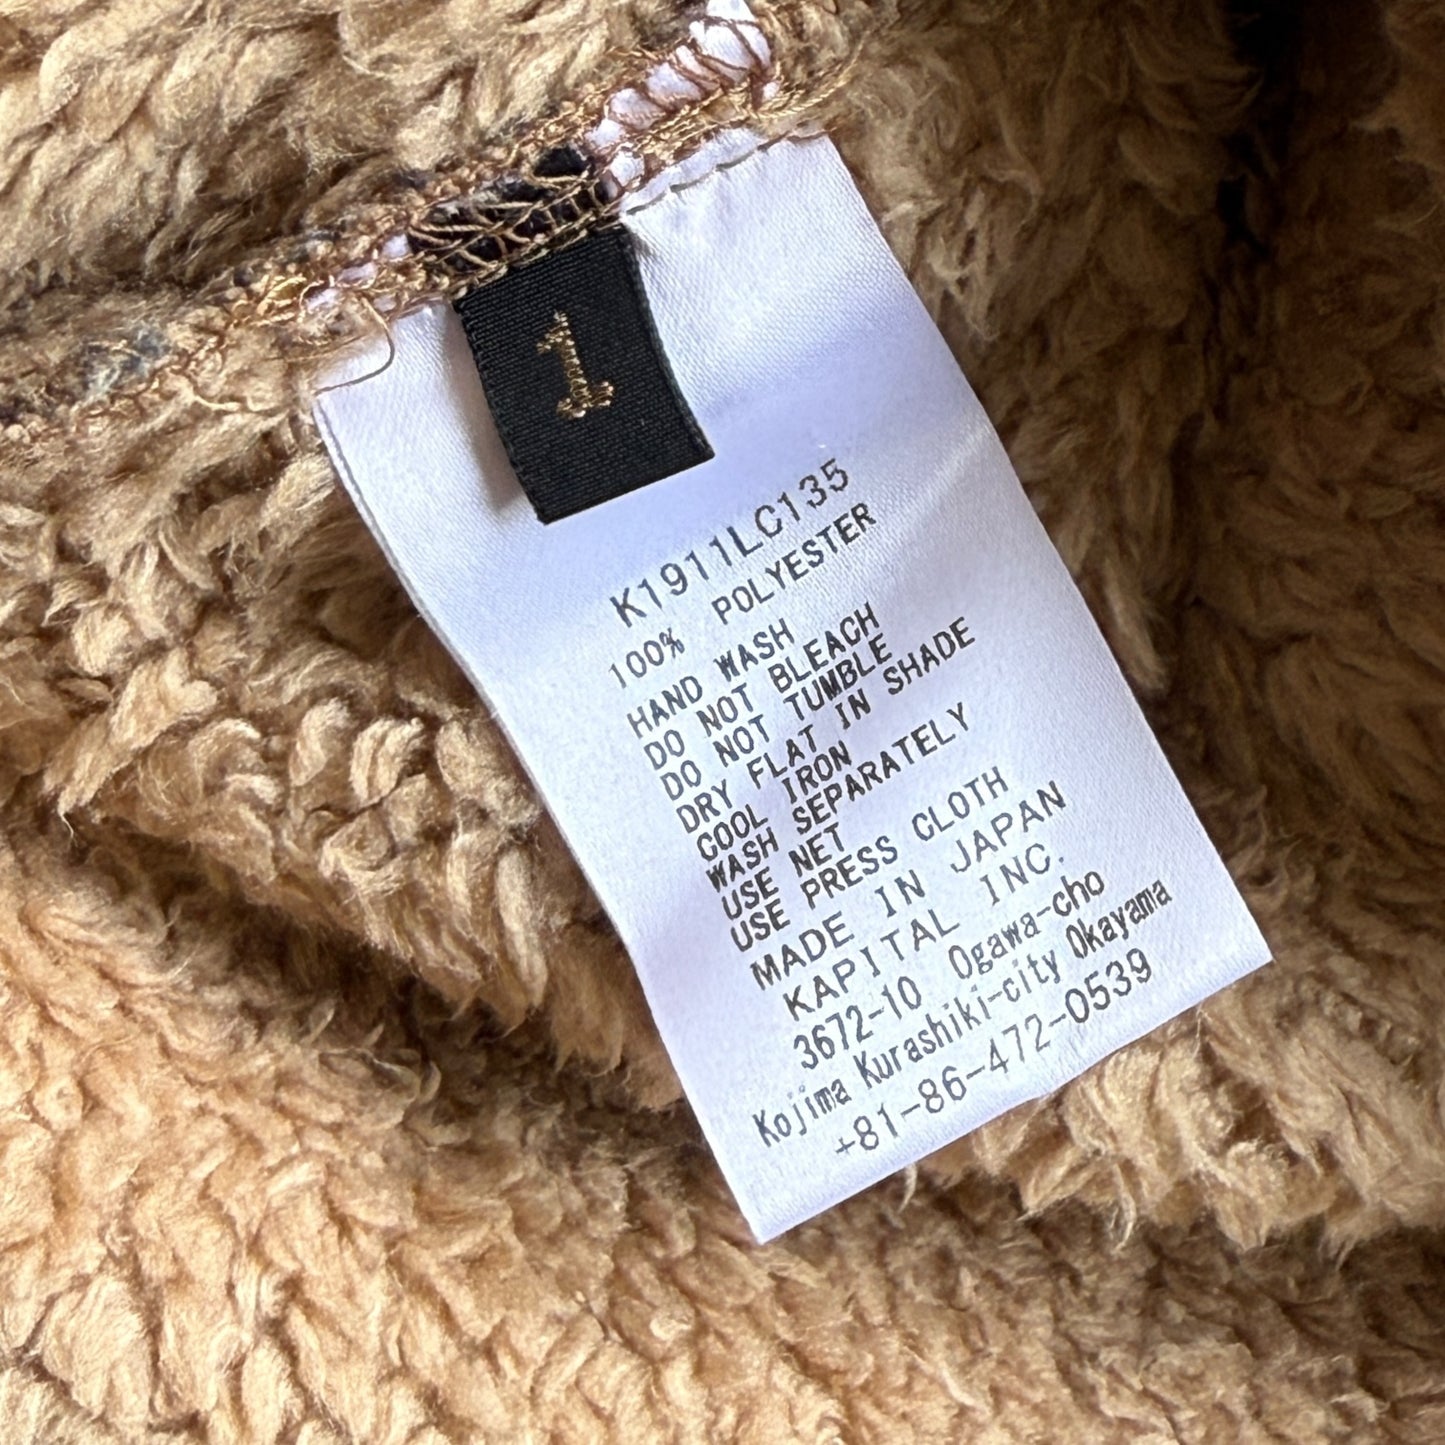 1
K1911LC135
100% POLYESTER
HAND WASH
DO NOT BLEACH
DO NOT TUMBLE
DRY FLAT IN SHADE
COOL IRON
WASH SEPARATELY
USE NET
USE PRESS CLOTH
MADE IN JAPAN
KAPITAL INC.
3672-10 Ogawa-cho
Kojima Kurashiki-city Okayama
+81-86-472-0539